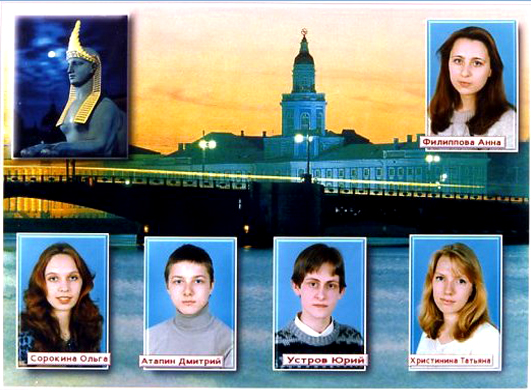 Филиппова Анна
Сорокина Ольга
Атапин Дмитрий
Устров Юрий
Христинина Татьяна